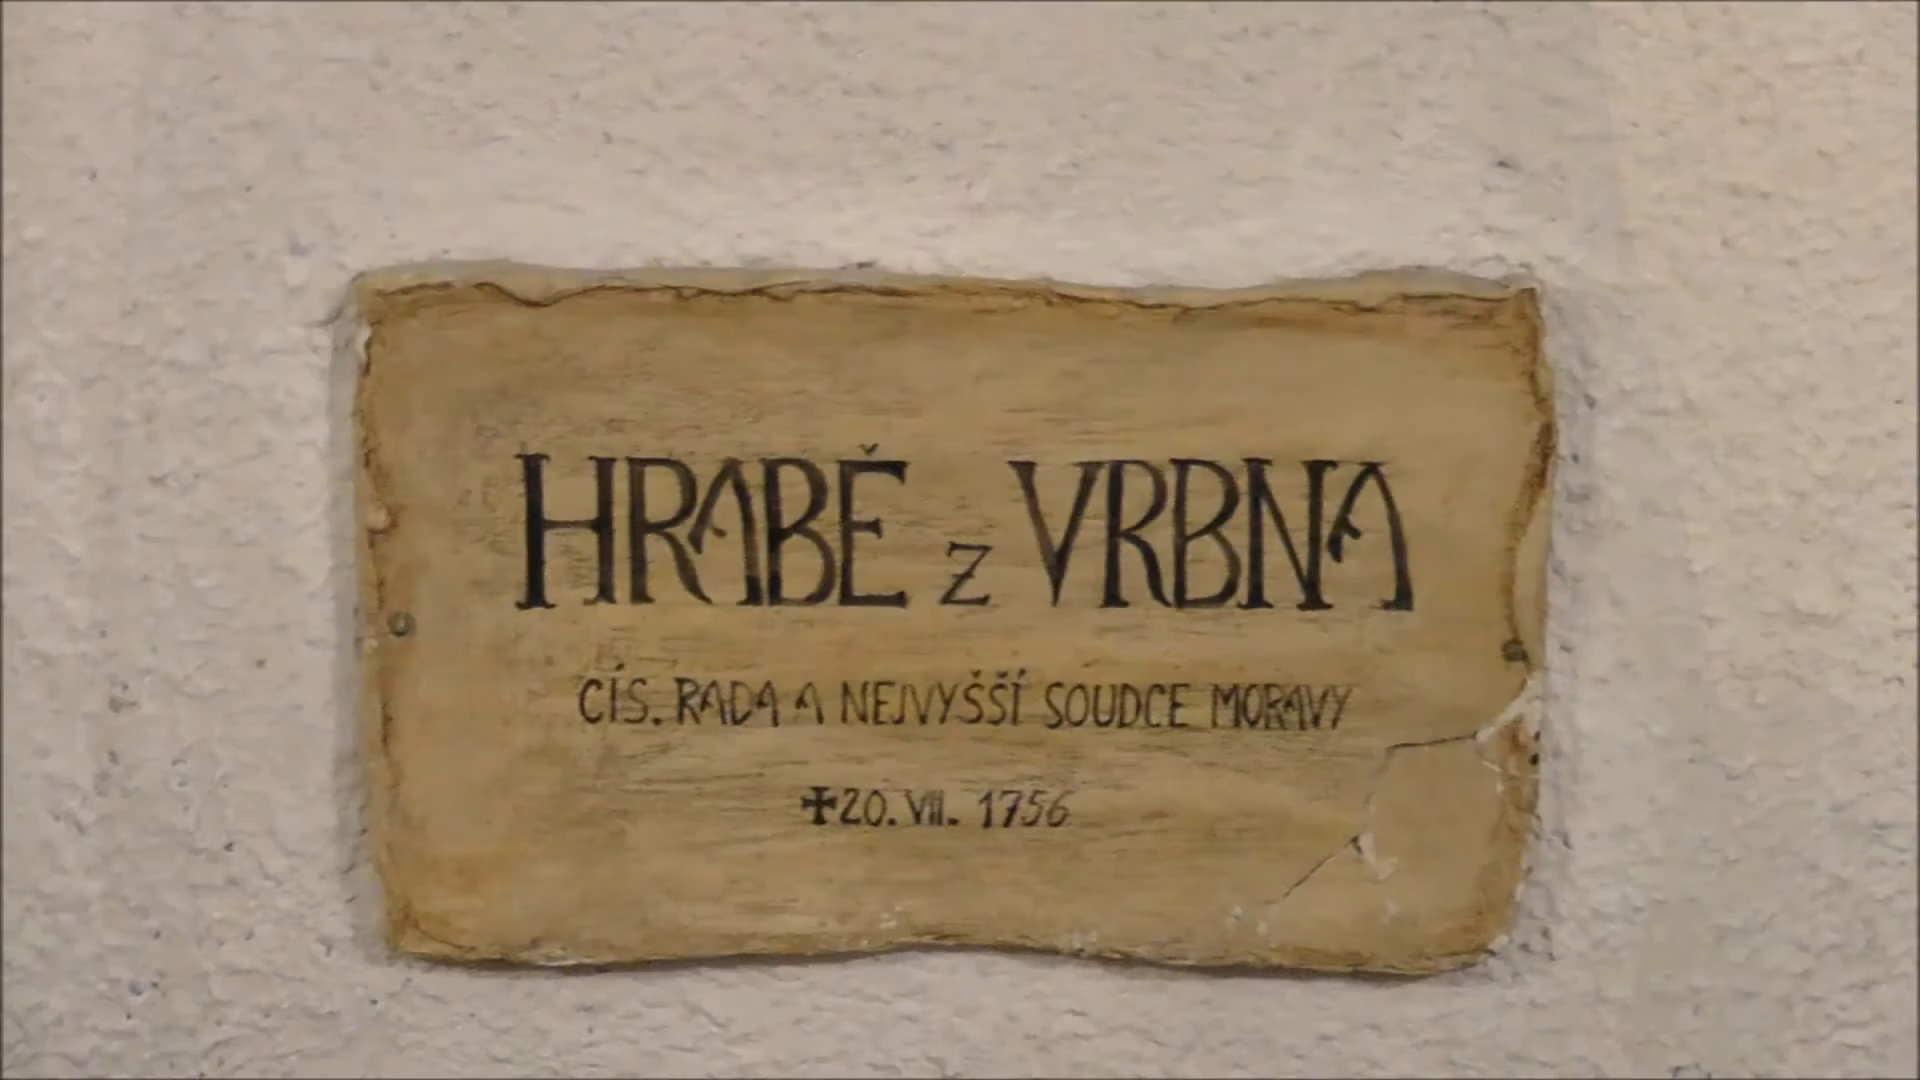 HRABĚ z VRBNA
CÍS. RADA A NEJVYŠŠÍ SOUDCE MORAVY
✝20. VII. 1756